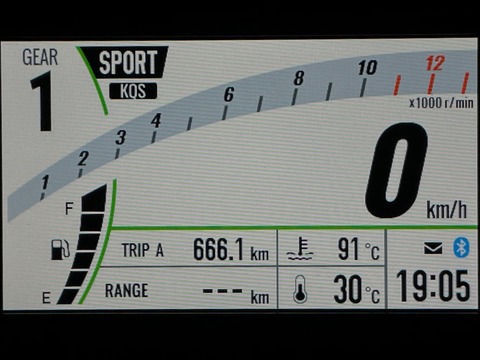 GEAR
1
SPORT
KQS
1 2 3 4 6 8 10 12
x1000 r/min
0 km/h
F
E
TRIP A 666.1 km
91 °C
RANGE --- km
30 °C
19:05